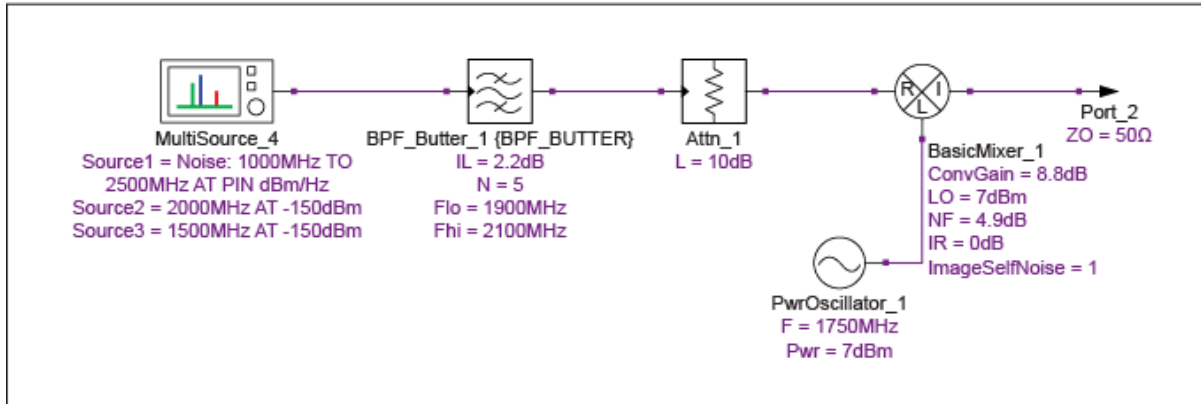 R
I
L
MultiSource_4
Source1 = Noise: 1000MHz TO
2500MHz AT PIN dBm/Hz
Source2 = 2000MHz AT -150dBm
Source3 = 1500MHz AT -150dBm
BPF_Butter_1 {BPF_BUTTER}
IL = 2.2dB
N = 5
Flo = 1900MHz
Fhi = 2100MHz
Attn_1
L = 10dB
BasicMixer_1
ConvGain = 8.8dB
LO = 7dBm
NF = 4.9dB
IR = 0dB
ImageSelfNoise = 1
Port_2
ZO = 50Ω
PwrOscillator_1
F = 1750MHz
Pwr = 7dBm